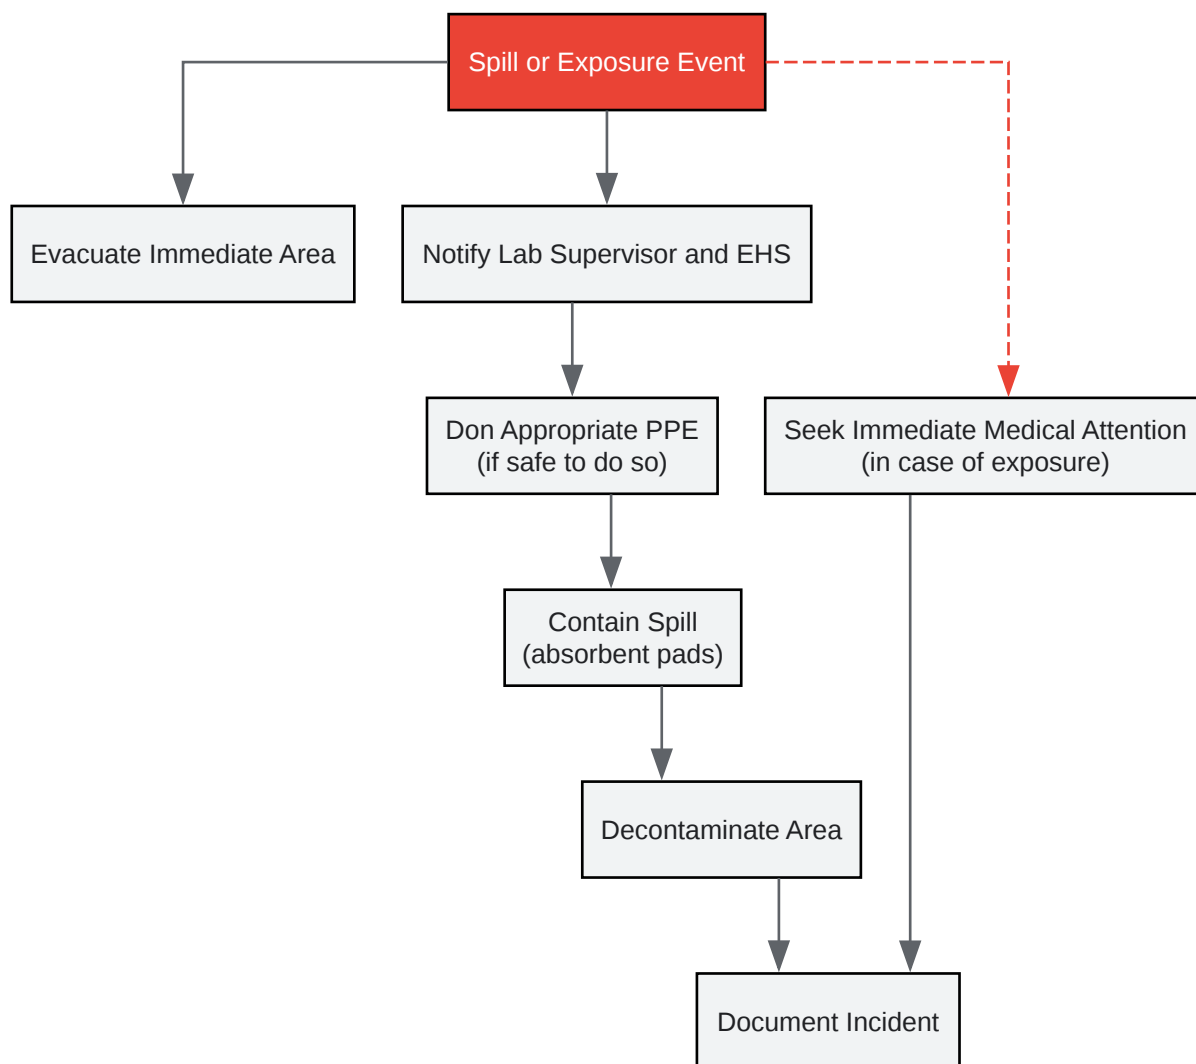 Spill or Exposure Event
Evacuate Immediate Area
Notify Lab Supervisor and EHS
Don Appropriate PPE
(if safe to do so)
Seek Immediate Medical Attention
(in case of exposure)
Contain Spill
(absorbent pads)
Decontaminate Area
Document Incident